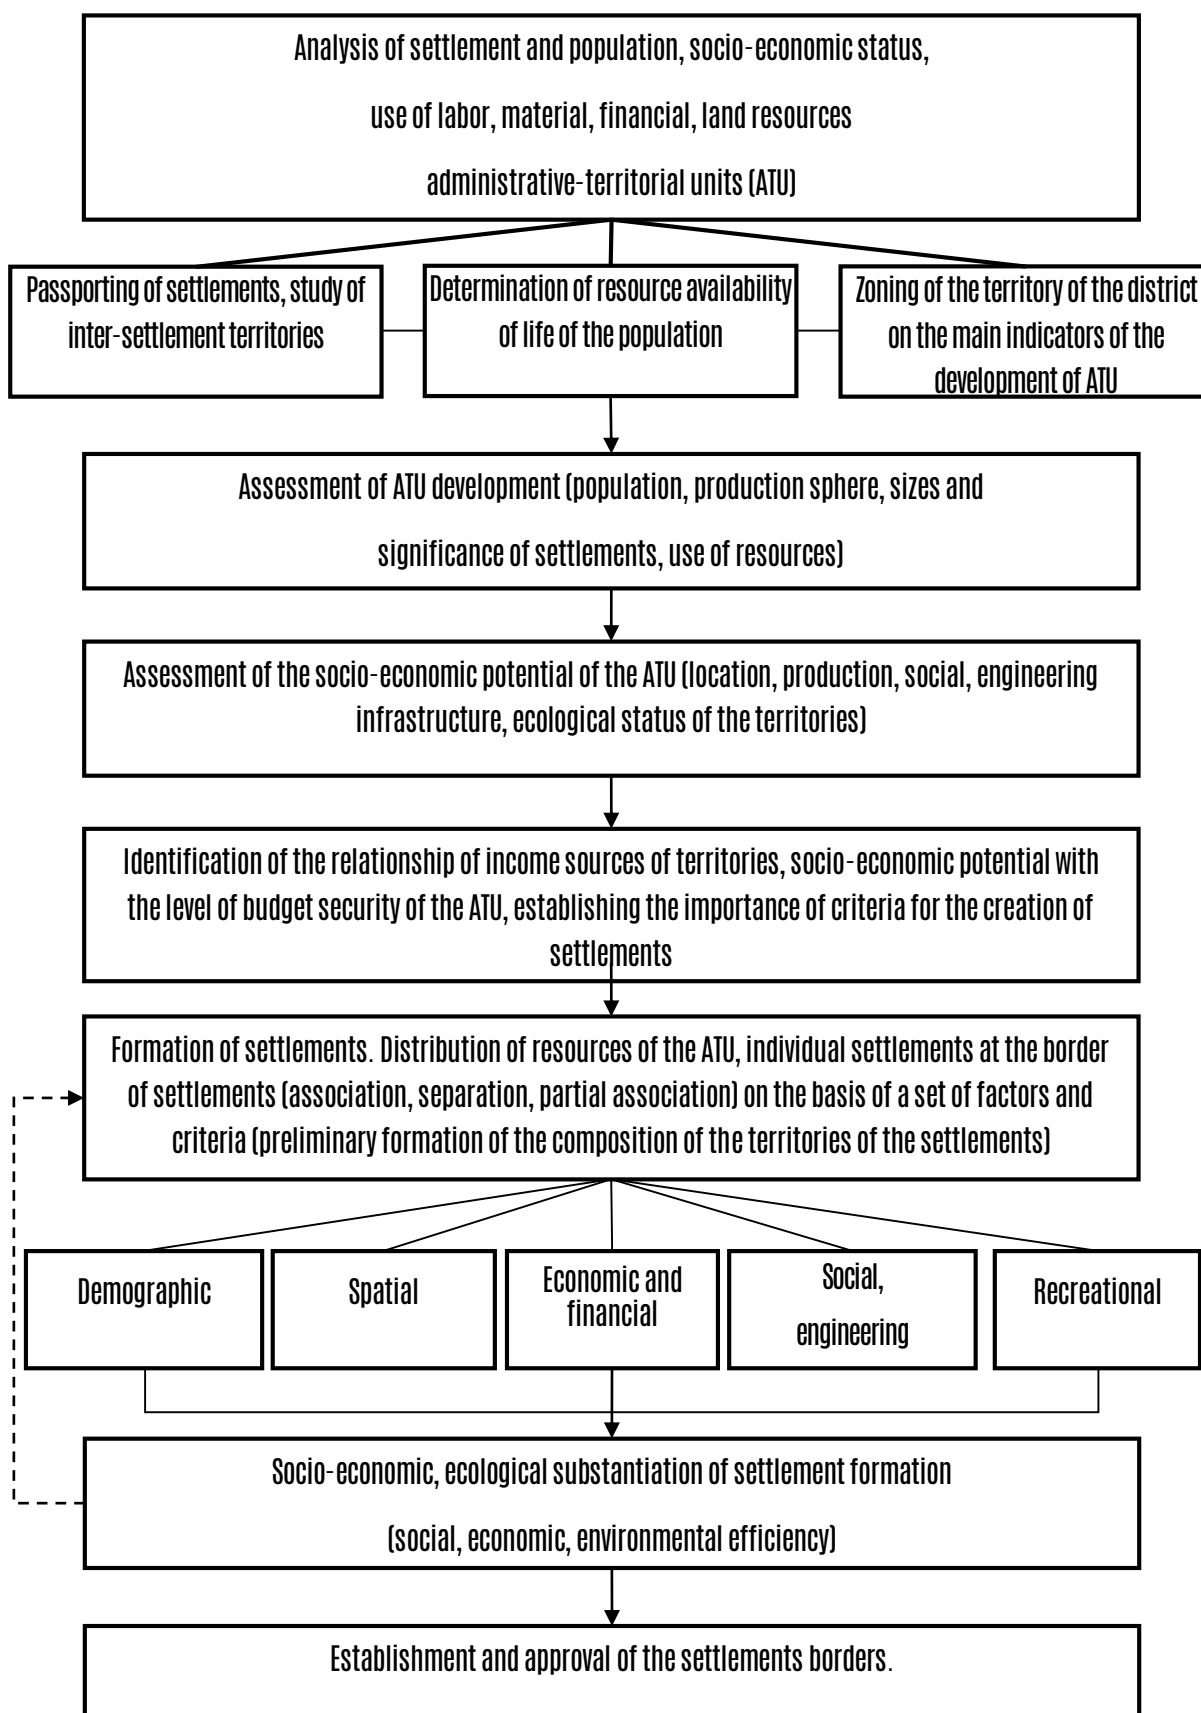 Analysis of settlement and population, socio-economic status,
use of labor, material, financial, land resources
administrative-territorial units (ATU)
Passporting of settlements, study of
inter-settlement territories
Determination of resource availability
of life of the population
Zoning of the territory of the district
on the main indicators of the
development of ATU
Assessment of ATU development (population, production sphere, sizes and
significance of settlements, use of resources)
Assessment of the socio-economic potential of the ATU (location, production, social, engineering
infrastructure, ecological status of the territories)
Identification of the relationship of income sources of territories, socio-economic potential with
the level of budget security of the ATU, establishing the importance of criteria for the creation of
settlements
Formation of settlements. Distribution of resources of the ATU, individual settlements at the border
of settlements (association, separation, partial association) on the basis of a set of factors and
criteria (preliminary formation of the composition of the territories of the settlements)
Demographic
Spatial
Economic and
financial
Social,
engineering
Recreational
Socio-economic, ecological substantiation of settlement formation
(social, economic, environmental efficiency)
Establishment and approval of the settlements borders.